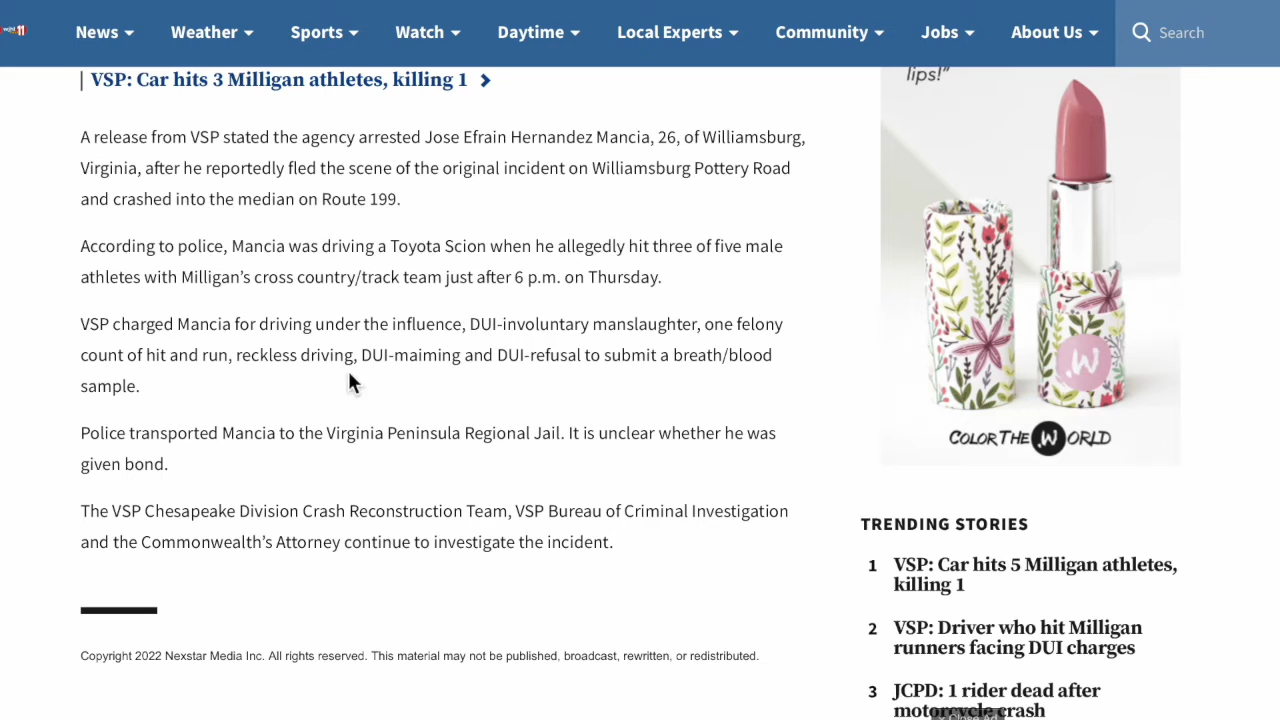 wjhl 11
News
Weather
Sports
Watch
Daytime
Local Experts
Community
Jobs
About Us
Search
VSP: Car hits 3 Milligan athletes, killing 1
A release from VSP stated the agency arrested Jose Efrain Hernandez Mancia, 26, of Williamsburg,
Virginia, after he reportedly fled the scene of the original incident on Williamsburg Pottery Road
and crashed into the median on Route 199.
According to police, Mancia was driving a Toyota Scion when he allegedly hit three of five male
athletes with Milligan’s cross country/track team just after 6 p.m. on Thursday.
VSP charged Mancia for driving under the influence, DUI-involuntary manslaughter, one felony
count of hit and run, reckless driving, DUI-maiming and DUI-refusal to submit a breath/blood
sample.
Police transported Mancia to the Virginia Peninsula Regional Jail. It is unclear whether he was
given bond.
The VSP Chesapeake Division Crash Reconstruction Team, VSP Bureau of Criminal Investigation
and the Commonwealth’s Attorney continue to investigate the incident.
Copyright 2022 Nexstar Media Inc. All rights reserved. This material may not be published, broadcast, rewritten, or redistributed.
lips!”
.W
COLOR THE .W ORLD
TRENDING STORIES
1 VSP: Car hits 5 Milligan athletes,
killing 1
2 VSP: Driver who hit Milligan
runners facing DUI charges
3 JCPD: 1 rider dead after
motorcycle crash
× Close Ad